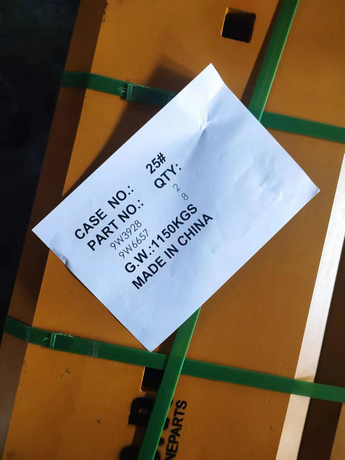 CASE NO.: 25#
PART NO.: QTY:
9W3928 2
9W6657 8
G.W.:1150KGS
MADE IN CHINA
NEPARTS